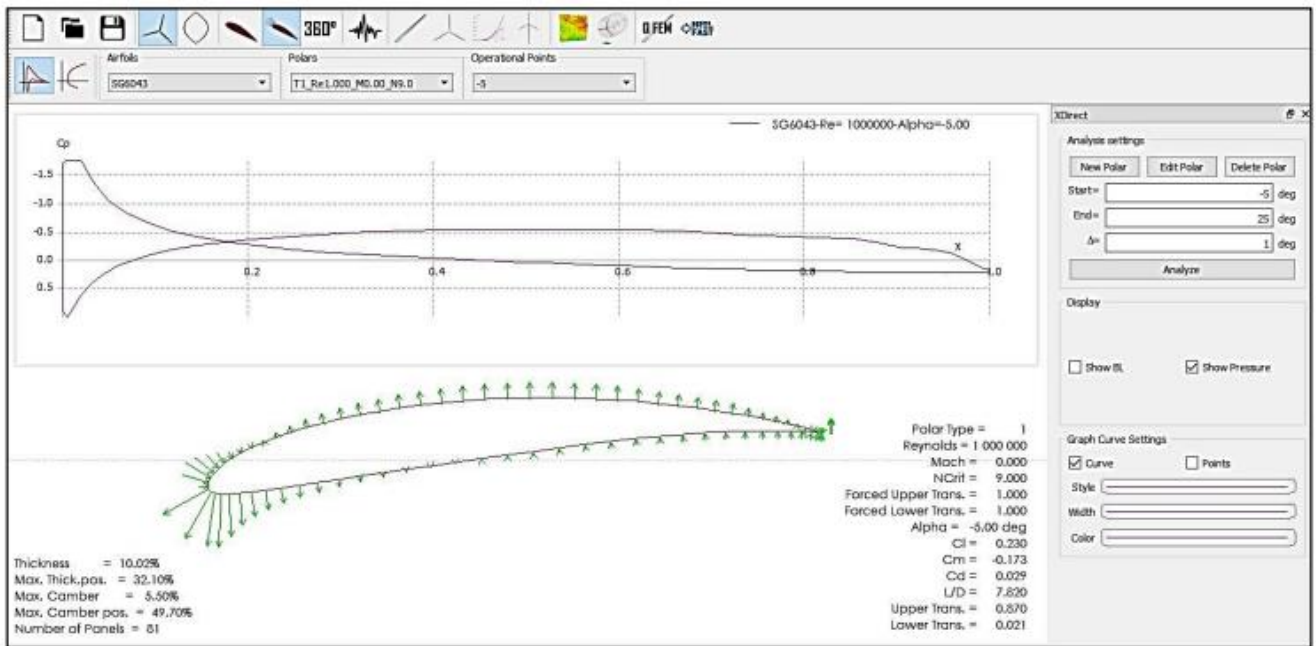 360° Q FEM
Airfoils Polars Operational Points
SG6043 T1_Re1.000_M0.00_N9.0 -5
SG6043-Re= 1000000-Alpha=-5.00
Cp
-1.5
-1.0
-0.5
0.0
0.5
X
0.2 0.4 0.6 0.8 1.0
Thickness = 10.02%
Max. Thick.pos. = 32.10%
Max. Camber = 5.50%
Max. Camber pos. = 49.70%
Number of Panels = 81
Polar Type = 1
Reynolds = 1 000 000
Mach = 0.000
NCrit = 9.000
Forced Upper Trans. = 1.000
Forced Lower Trans. = 1.000
Alpha = -5.00 deg
Cl = 0.230
Cm = -0.173
Cd = 0.029
L/D = 7.820
Upper Trans. = 0.870
Lower Trans. = 0.021
XDirect
Analysis settings
New Polar Edit Polar Delete Polar
Start= -5 deg
End= 25 deg
Δ= 1 deg
Analyze
Display
Show BL Show Pressure
Graph Curve Settings
Curve Points
Style
Width
Color